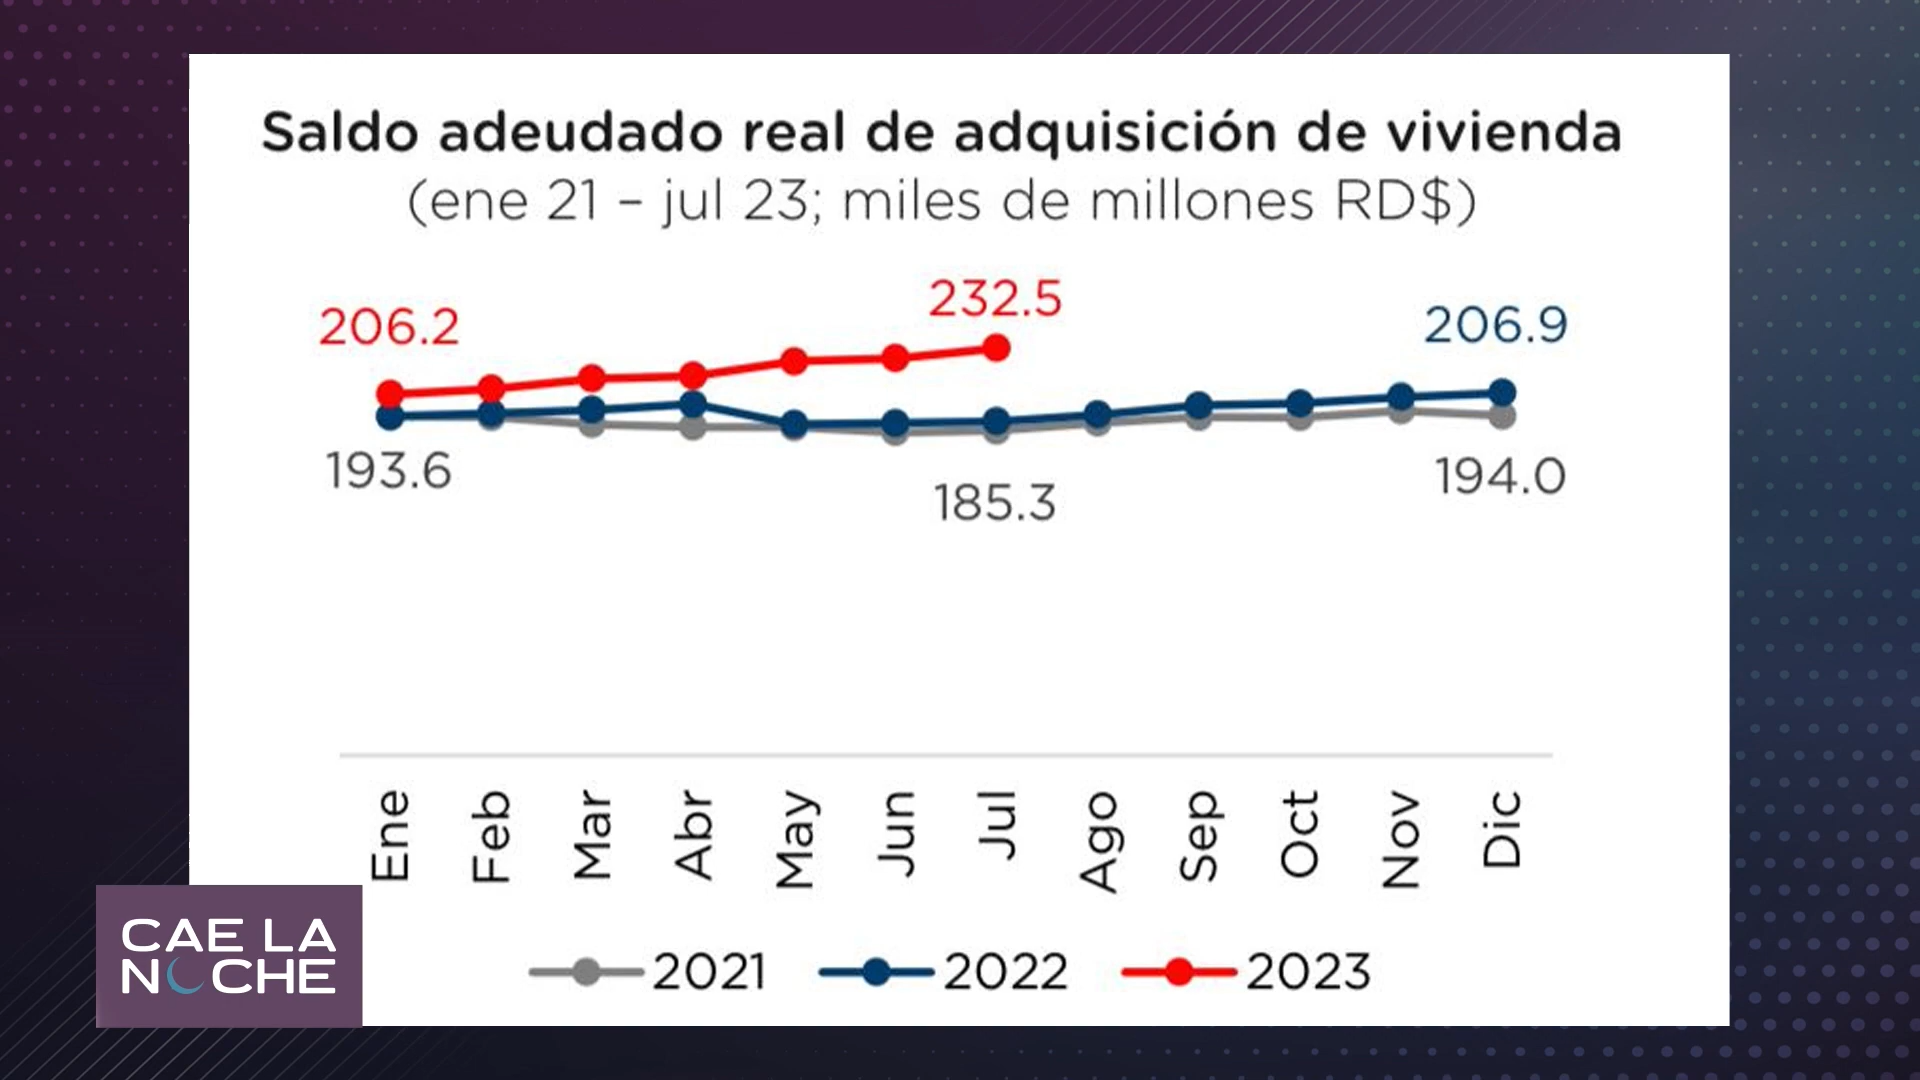 Saldo adeudado real de adquisición de vivienda
(ene 21 – jul 23; miles de millones RD$)
206.2
232.5
206.9
193.6
185.3
194.0
Ene Feb Mar Abr May Jun Jul Ago Sep Oct Nov Dic
2021 2022 2023
CAE LA
NOCHE